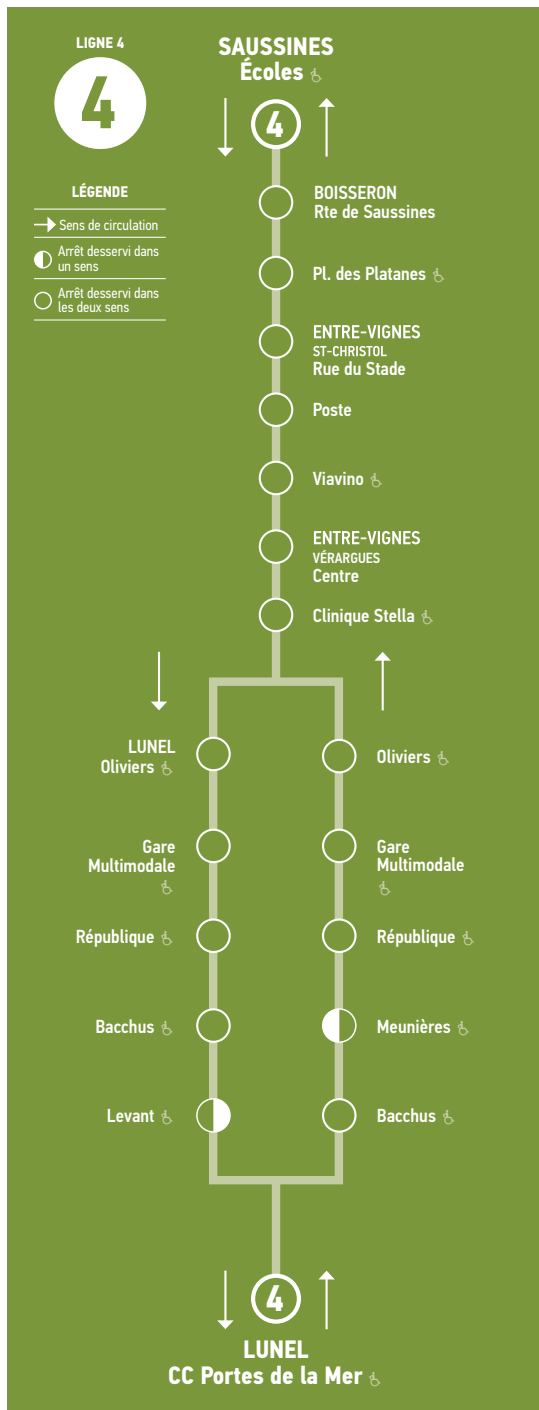 LIGNE 4
4
LÉGENDE
Sens de circulation
Arrêt desservi dans
un sens
Arrêt desservi dans
les deux sens
SAUSSINES
Écoles
4
BOISSERON
Rte de Saussines
Pl. des Platanes
ENTRE-VIGNES
ST-CHRISTOL
Rue du Stade
Poste
Viavino
ENTRE-VIGNES
VÉRARGUES
Centre
Clinique Stella
LUNEL
Oliviers
Gare
Multimodale
République
Bacchus
Levant
Oliviers
Gare
Multimodale
République
Meunières
Bacchus
4
LUNEL
CC Portes de la Mer